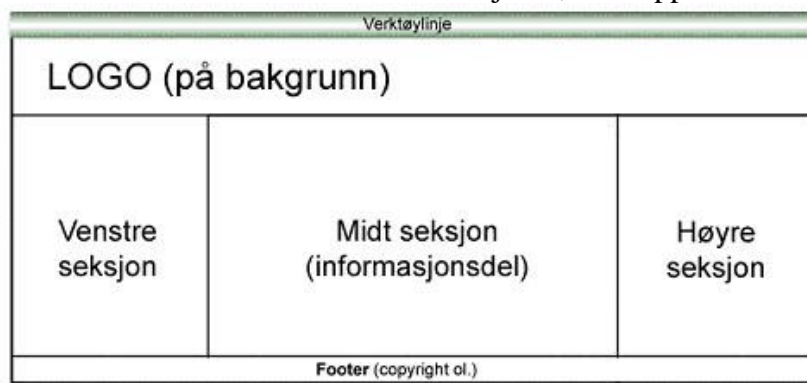 Verktøylinje
LOGO (på bakgrunn)
Venstre
seksjon
Midt seksjon
(informasjonsdel)
Høyre
seksjon
Footer (copyright ol.)